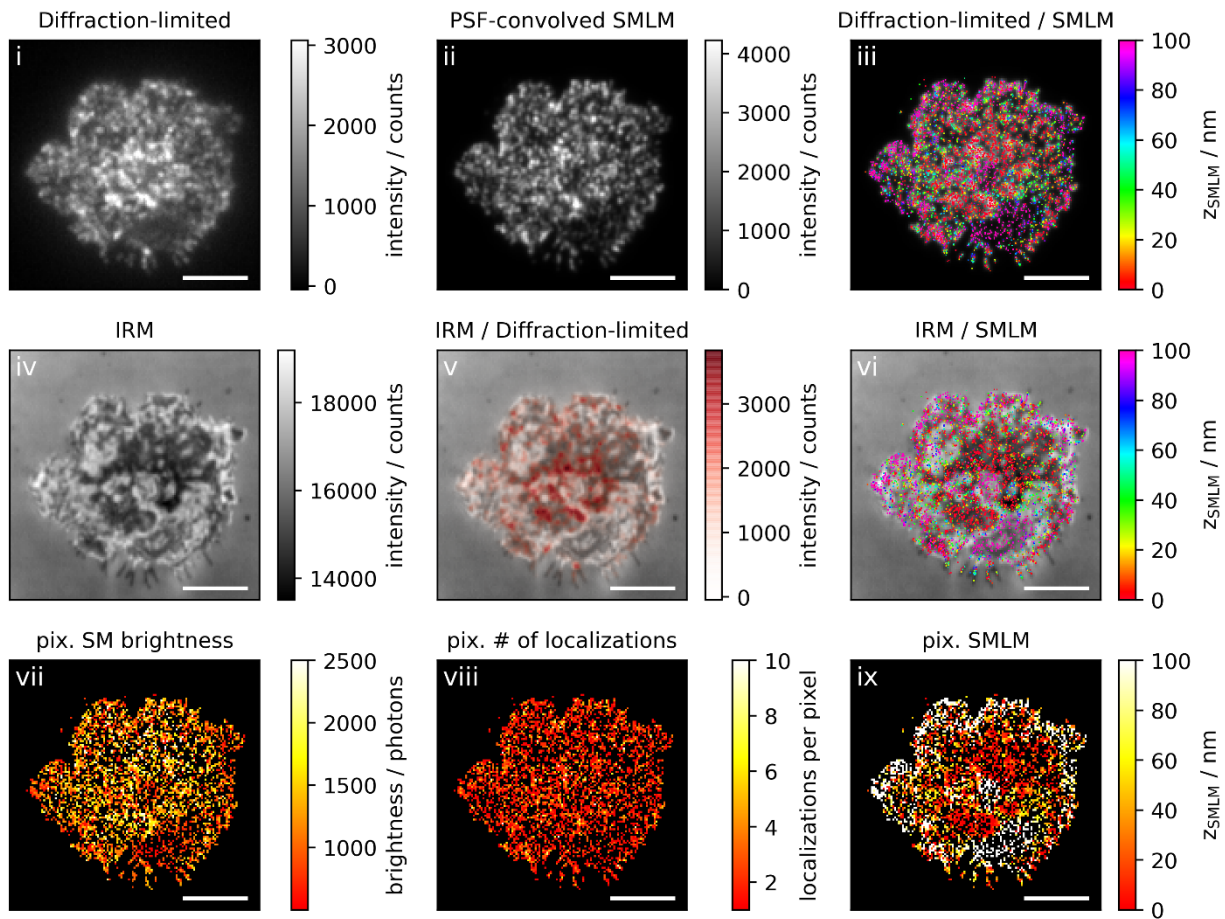 Diffraction-limited
PSF-convolved SMLM
Diffraction-limited / SMLM
i
3000
2000
1000
0
intensity / counts
ii
4000
3000
2000
1000
0
intensity / counts
iii
100
80
60
40
20
0
zSMLM / nm
IRM
IRM / Diffraction-limited
IRM / SMLM
iv
18000
16000
14000
intensity / counts
v
3000
2000
1000
0
intensity / counts
vi
100
80
60
40
20
0
zSMLM / nm
pix. SM brightness
pix. # of localizations
pix. SMLM
vii
2500
2000
1500
1000
brightness / photons
viii
10
8
6
4
2
localizations per pixel
ix
100
80
60
40
20
0
zSMLM / nm